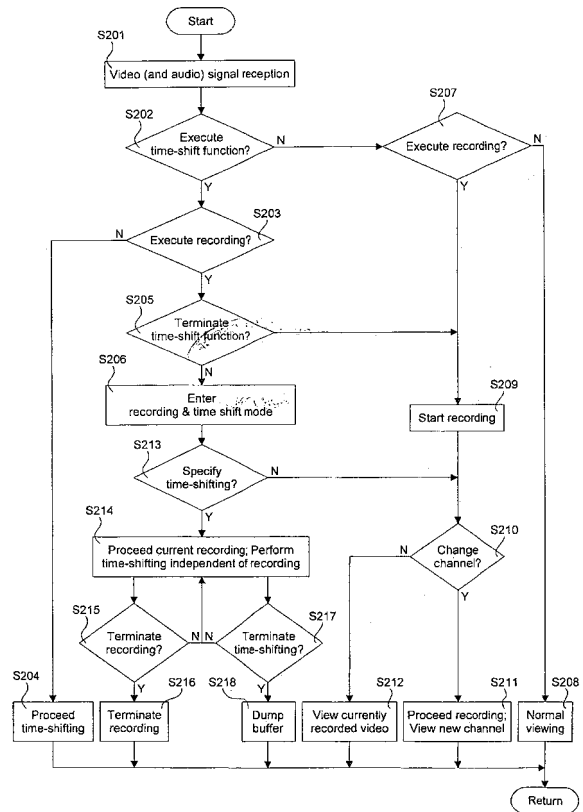 Start
S201
Video (and audio) signal reception
S202
Execute
time-shift function?
N
Y
S207
Execute recording?
N
Y
S203
N
Execute recording?
Y
S205
Terminate
time-shift function?
N
S206
Enter
recording & time shift mode
S209
Start recording
S213
Specify
time-shifting?
N
Y
S214
Proceed current recording; Perform
time-shifting independent of recording
S210
N
Change
channel?
Y
S215
Terminate
recording?
N
Y
S217
N
Terminate
time-shifting?
Y
S204
Proceed
time-shifting
S216
Terminate
recording
S218
Dump
buffer
S212
View currently
recorded video
S211
Proceed recording;
View new channel
S208
Normal
viewing
Return